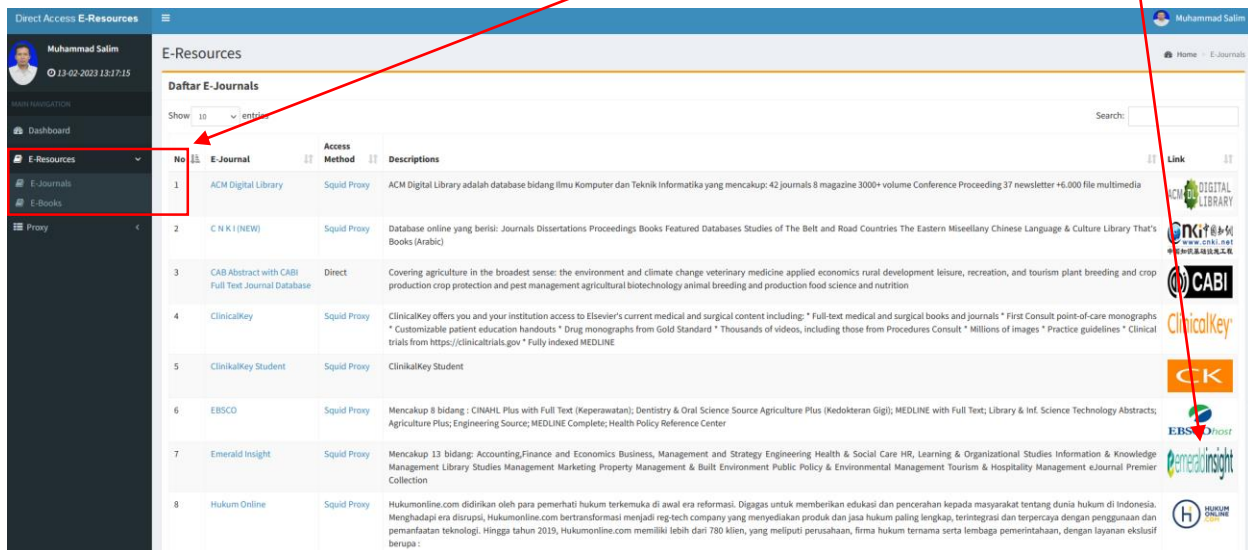 Direct Access E-Resources
Muhammad Salim
Muhammad Salim
13-02-2023 13:17:15
MAIN NAVIGATION
Dashboard
E-Resources
E-Journals
E-Books
Proxy
E-Resources
Home > E-Journals
Daftar E-Journals
Show 10 entries
Search:
No E-Journal Access Method Descriptions Link
1 ACM Digital Library Squid Proxy ACM Digital Library adalah database bidang Ilmu Komputer dan Teknik Informatika yang mencakup: 42 journals 8 magazine 3000+ volume Conference Proceeding 37 newsletter +6.000 file multimedia
ACM DL DIGITAL LIBRARY
2 C N K I (NEW) Squid Proxy Database online yang berisi: Journals Dissertations Proceedings Books Featured Databases Studies of The Belt and Road Countries The Eastern Miseellany Chinese Language & Culture Library That's
Books (Arabic)
www.cnki.net
3 CAB Abstract with CABI Full Text Journal Database Direct Covering agriculture in the broadest sense: the environment and climate change veterinary medicine applied economics rural development leisure, recreation, and tourism plant breeding and crop
production crop protection and pest management agricultural biotechnology animal breeding and production food science and nutrition
CABI
4 ClinicalKey Squid Proxy ClinicalKey offers you and your institution access to Elsevier's current medical and surgical content including: * Full-text medical and surgical books and journals * First Consult point-of-care monographs
* Customizable patient education handouts * Drug monographs from Gold Standard * Thousands of videos, including those from Procedures Consult * Millions of images * Practice guidelines * Clinical
trials from https://clinicaltrials.gov * Fully indexed MEDLINE
ClinicalKey
5 ClinikalKey Student Squid Proxy ClinikalKey Student
CK
6 EBSCO Squid Proxy Mencakup 8 bidang : CINAHL Plus with Full Text (Keperawatan); Dentistry & Oral Science Source Agriculture Plus (Kedokteran Gigi); MEDLINE with Full Text; Library & Inf. Science Technology Abstracts;
Agriculture Plus; Engineering Source; MEDLINE Complete; Health Policy Reference Center
EBSCOhost
7 Emerald Insight Squid Proxy Mencakup 13 bidang: Accounting,Finance and Economics Business, Management and Strategy Engineering Health & Social Care HR, Learning & Organizational Studies Information & Knowledge
Management Library Studies Management Marketing Property Management & Built Environment Public Policy & Environmental Management Tourism & Hospitality Management eJournal Premier
Collection
emeraldinsight
8 Hukum Online Squid Proxy Hukumonline.com didirikan oleh para pemerhati hukum terkemuka di awal era reformasi. Digagas untuk memberikan edukasi dan pencerahan kepada masyarakat tentang dunia hukum di Indonesia.
Menghadapi era disrupsi, Hukumonline.com bertransformasi menjadi reg-tech company yang menyediakan produk dan jasa hukum paling lengkap, terintegrasi dan terpercaya dengan penggunaan dan
pemanfaatan teknologi. Hingga tahun 2019, Hukumonline.com memiliki lebih dari 780 klien, yang meliputi perusahaan, firma hukum ternama serta lembaga pemerintahaan, dengan layanan ekslusif
berupa :
H HUKUM ONLINE